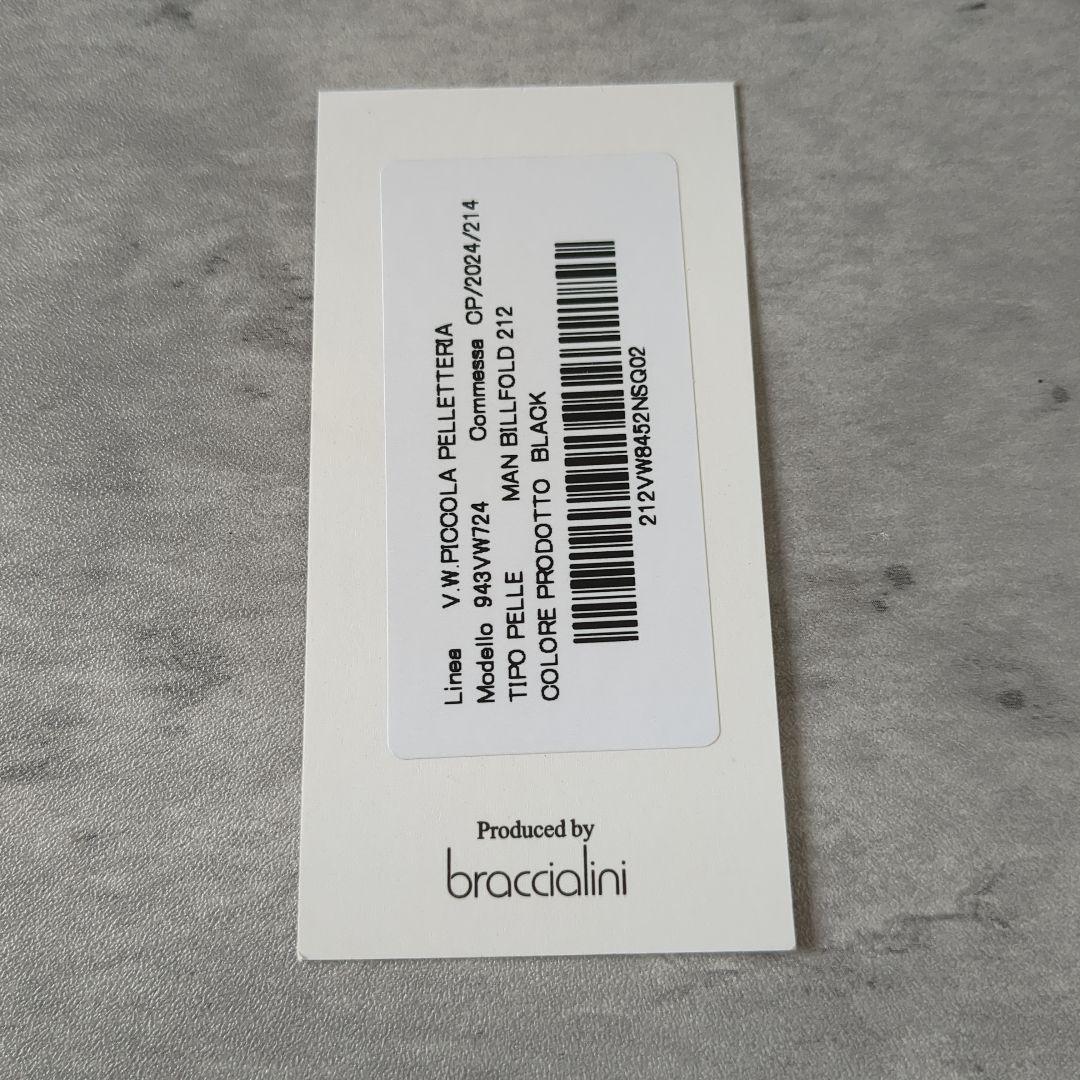 Linea V.W.PICCOLA PELLETTERIA
Modello 943VW724 Commessa CP/2024/214
TIPO PELLE MAN BILLFOLD 212
COLORE PRODOTTO BLACK
212VW8452NSQ02
Produced by
braccialini